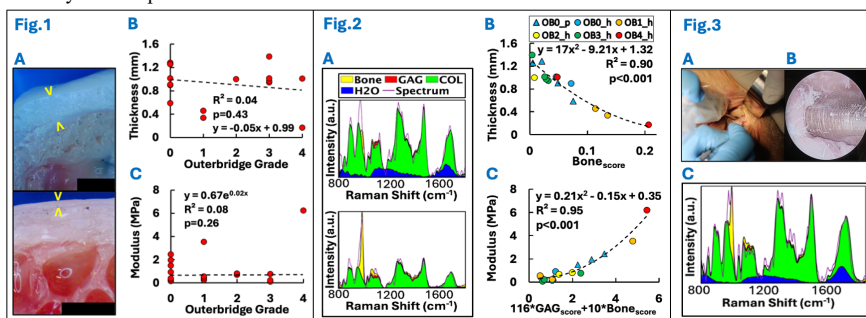 Fig.1
A
B
Thickness (mm)
1.6
1.2
0.8
0.4
0
R² = 0.04
p=0.43
y = -0.05x + 0.99
0 1 2 3 4
Outerbridge Grade
C
Modulus (MPa)
8
6
4
2
0
y = 0.67e^0.02x
R² = 0.08
p=0.26
0 1 2 3 4
Outerbridge Grade
Fig.2
A
Bone GAG COL
H2O Spectrum
Intensity (a.u.)
800 1200 1600
Raman Shift (cm⁻¹)
Intensity (a.u.)
800 1200 1600
Raman Shift (cm⁻¹)
B
OB0_p OB0_h OB1_h
OB2_h OB3_h OB4_h
Thickness (mm)
1.6
1.2
0.8
0.4
0
y = 17x² - 9.21x + 1.32
R² = 0.90
p<0.001
0 0.1 0.2
Bone score
C
Modulus (MPa)
8
6
4
2
0
y = 0.21x² - 0.15x + 0.35
R² = 0.95
p<0.001
0 2 4 6
116*GAG score+10*Bone score
Fig.3
A
B
C
Intensity (a.u.)
800 1200 1600
Raman Shift (cm⁻¹)